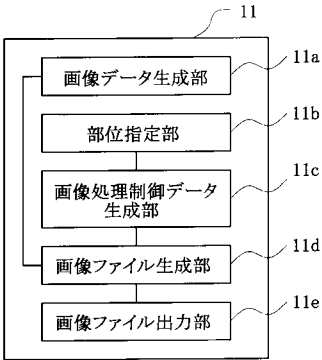 11
画像データ生成部
11a
部位指定部
11b
画像処理制御データ
生成部
11c
画像ファイル生成部
11d
画像ファイル出力部
11e